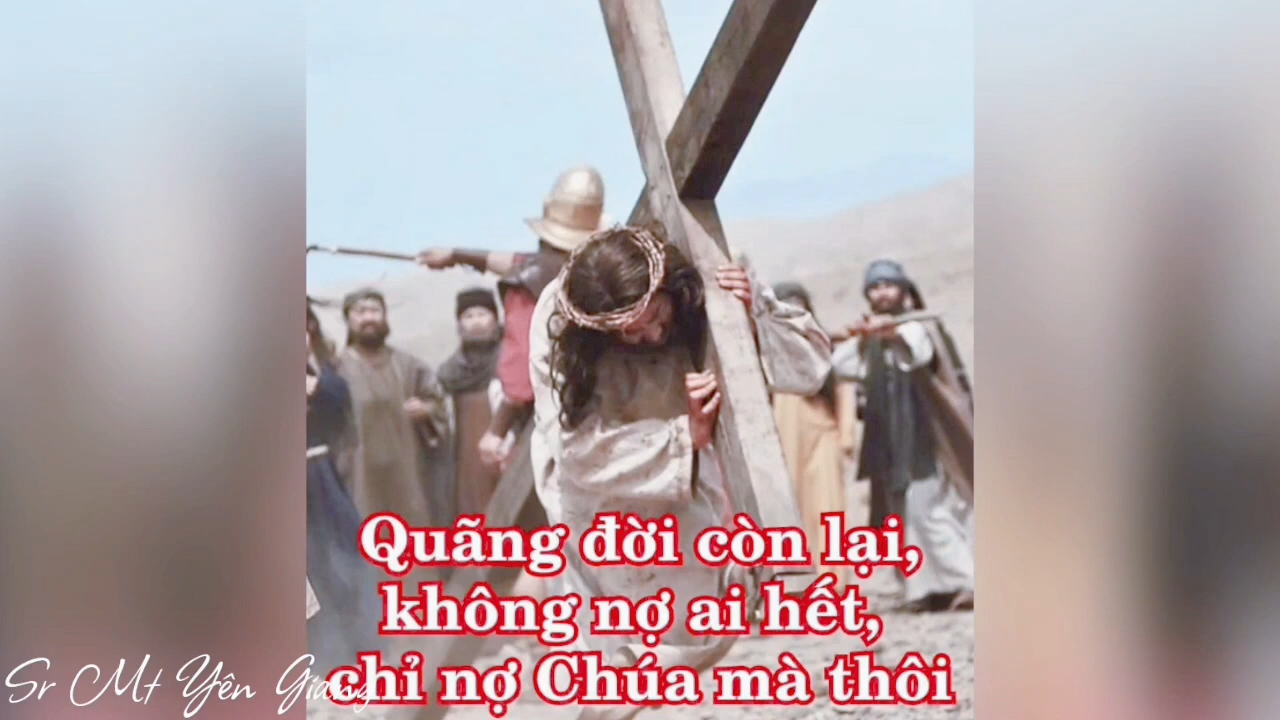 Quãng đời còn lại,
không nợ ai hết,
chỉ nợ Chúa mà thôi
Sr Mt Yên Giang